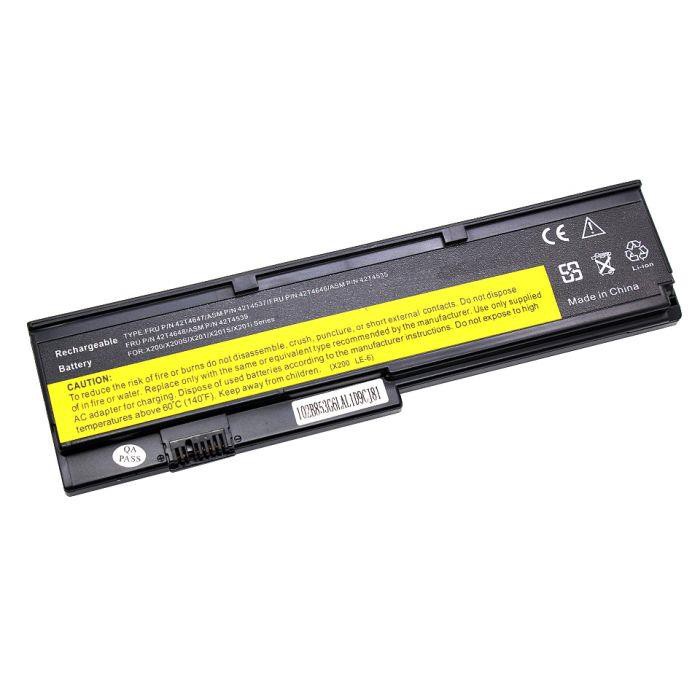 Rechargeable
Battery
TYPE:FRU P/N 42T4647/ASM P/N 42T4537/FRU P/N 42T4646/ASM P/N 42T4535
FRU P/N 42T4648/ASM P/N 42T4539
FOR: X200/X200S/X201/X201S/X201i Series
CE
Li-ion
Made in China
CAUTION:
To reduce the risk of fire or burns do not disassemble, crush, puncture, or short external contacts. Do not dispose
of in fire or water. Replace only with the same or equivalent type recommended by manufacturer. Use only supplied
AC adapter for charging. Dispose of used batteries according to the manufacturer's instructions. Do not expose to
temperatures above 60°C (140°F). Keep away from children. (X200 LE-6)
102B853G6LAL1D9CJ81
QA
PASS